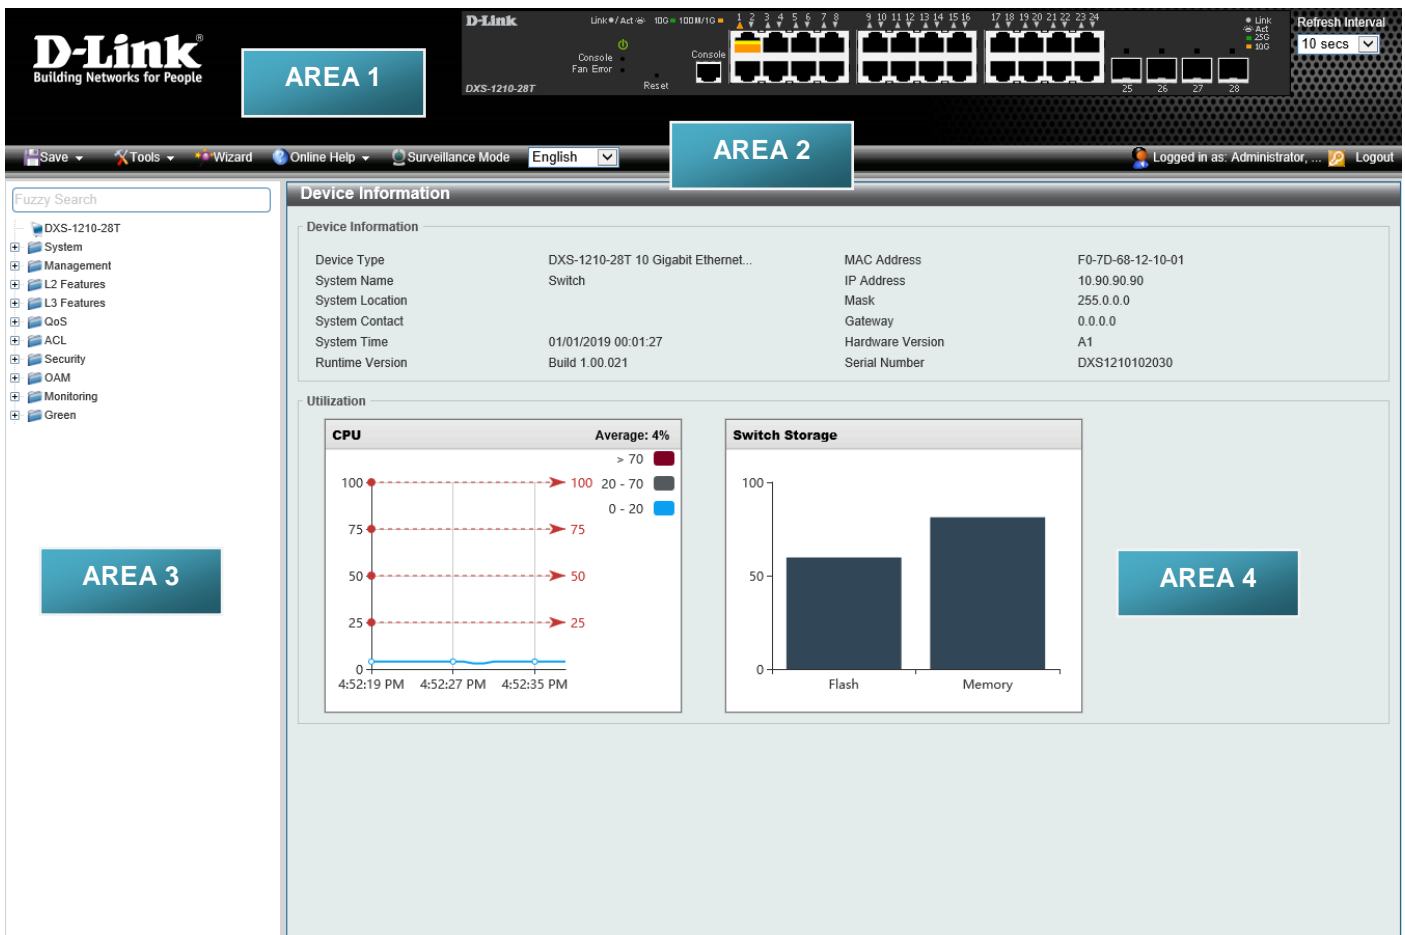 D-Link®
Building Networks for People
AREA 1
D-Link
Link / Act 10G 100M/1G
Console
Fan Error
Reset
Console
DXS-1210-28T
1 2 3 4 5 6 7 8
9 10 11 12 13 14 15 16
17 18 19 20 21 22 23 24
25 26 27 28
Link
Act
25G
10G
Refresh Interval
10 secs
Save Tools Wizard Online Help Surveillance Mode English
AREA 2
Logged in as: Administrator, ... Logout
Fuzzy Search
DXS-1210-28T
System
Management
L2 Features
L3 Features
QoS
ACL
Security
OAM
Monitoring
Green
AREA 3
Device Information
Device Information
Device Type DXS-1210-28T 10 Gigabit Ethernet... MAC Address F0-7D-68-12-10-01
System Name Switch IP Address 10.90.90.90
System Location Mask 255.0.0.0
System Contact Gateway 0.0.0.0
System Time 01/01/2019 00:01:27 Hardware Version A1
Runtime Version Build 1.00.021 Serial Number DXS1210102030
Utilization
CPU Average: 4%
> 70
20 - 70
0 - 20
100 100
75 75
50 50
25 25
0
4:52:19 PM 4:52:27 PM 4:52:35 PM
Switch Storage
100
50
0
Flash Memory
AREA 4